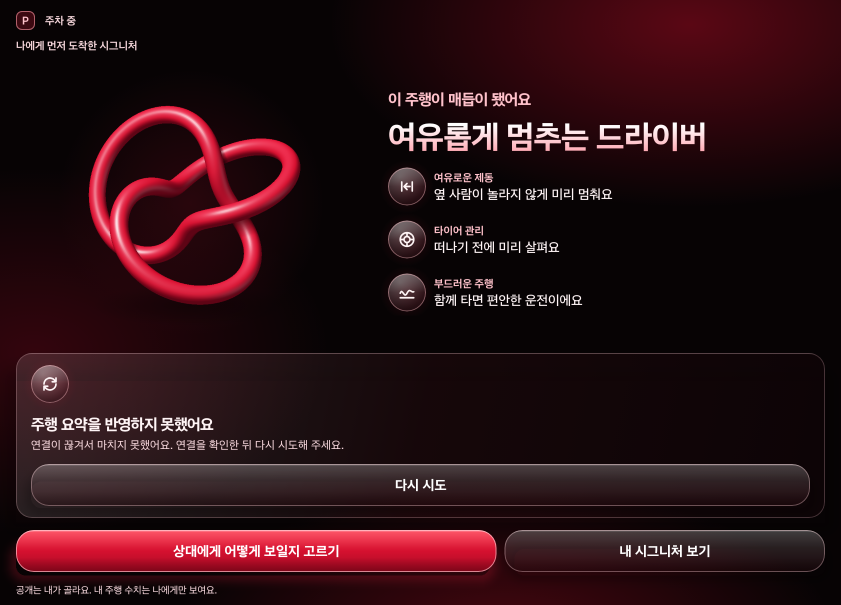 P 주차 중
나에게 먼저 도착한 시그니처
이 주행이 매듭이 됐어요
여유롭게 멈추는 드라이버
여유로운 제동
옆 사람이 놀라지 않게 미리 멈춰요
타이어 관리
떠나기 전에 미리 살펴요
부드러운 주행
함께 타면 편안한 운전이에요
주행 요약을 반영하지 못했어요
연결이 끊겨서 마치지 못했어요. 연결을 확인한 뒤 다시 시도해 주세요.
다시 시도
상대에게 어떻게 보일지 고르기
내 시그니처 보기
공개는 내가 골라요. 내 주행 수치는 나에게만 보여요.